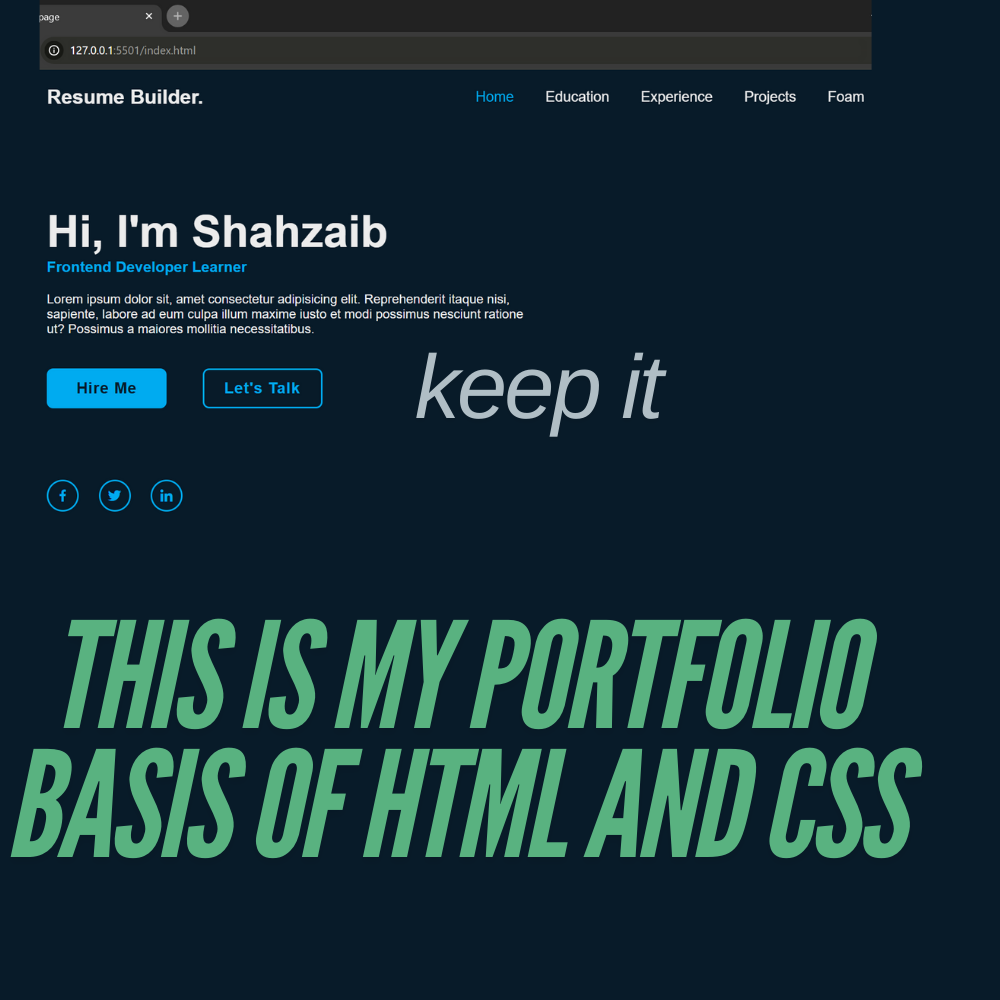 page
127.0.0.1:5501/index.html
Resume Builder.
Home Education Experience Projects Foam
Hi, I'm Shahzaib
Frontend Developer Learner
Lorem ipsum dolor sit, amet consectetur adipisicing elit. Reprehenderit itaque nisi,
sapiente, labore ad eum culpa illum maxime iusto et modi possimus nesciunt ratione
ut? Possimus a maiores mollitia necessitatibus.
Hire Me Let's Talk
keep it
THIS IS MY PORTFOLIO
BASIS OF HTML AND CSS